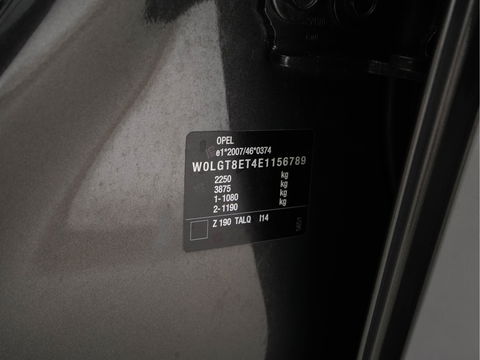 OPEL
e1*2007/46*0374
W0LGT8ET4E1156789
2250 kg
3875 kg
1-1080 kg
2-1190 kg
Z 190 TALQ I14